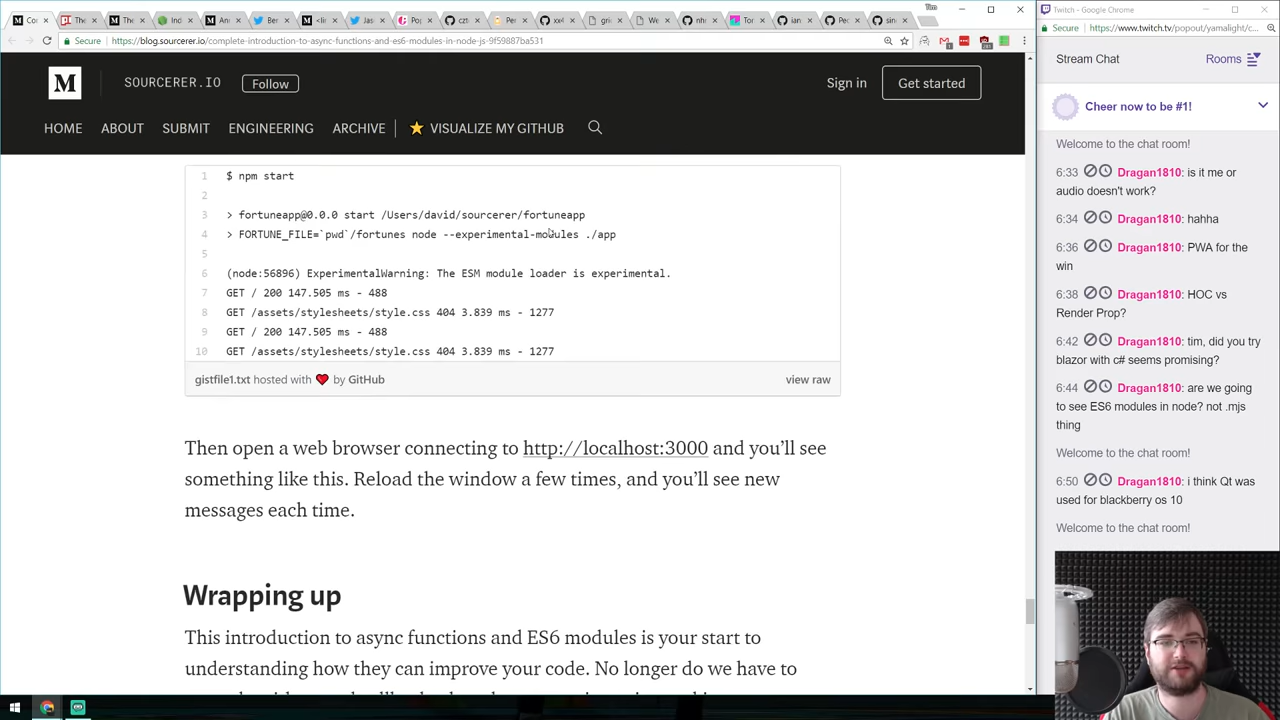 Tim
Secure
https://blog.sourcerer.io/complete-introduction-to-async-functions-and-es6-modules-in-node-js-9f59887ba531
M
SOURCERER.IO
Follow
Sign in
Get started
HOME
ABOUT
SUBMIT
ENGINEERING
ARCHIVE
VISUALIZE MY GITHUB
1 $ npm start
2
3 > fortuneapp@0.0.0 start /Users/david/sourcerer/fortuneapp
4 > FORTUNE_FILE=`pwd`/fortunes node --experimental-modules ./app
5
6 (node:56896) ExperimentalWarning: The ESM module loader is experimental.
7 GET / 200 147.505 ms - 488
8 GET /assets/stylesheets/style.css 404 3.839 ms - 1277
9 GET / 200 147.505 ms - 488
10 GET /assets/stylesheets/style.css 404 3.839 ms - 1277
gistfile1.txt hosted with ❤ by GitHub
view raw
Then open a web browser connecting to http://localhost:3000 and you’ll see
something like this. Reload the window a few times, and you’ll see new
messages each time.
Wrapping up
This introduction to async functions and ES6 modules is your start to
understanding how they can improve your code. No longer do we have to
Twitch - Google Chrome
Secure
https://www.twitch.tv/popout/yamalight/c...
Stream Chat
Rooms
Cheer now to be #1!
Welcome to the chat room!
6:33 Dragan1810: is it me or
audio doesn't work?
6:34 Dragan1810: hahha
6:36 Dragan1810: PWA for the
win
6:38 Dragan1810: HOC vs
Render Prop?
6:42 Dragan1810: tim, did you try
blazor with c# seems promising?
6:44 Dragan1810: are we going
to see ES6 modules in node? not .mjs
thing
Welcome to the chat room!
6:50 Dragan1810: i think Qt was
used for blackberry os 10
Welcome to the chat room!